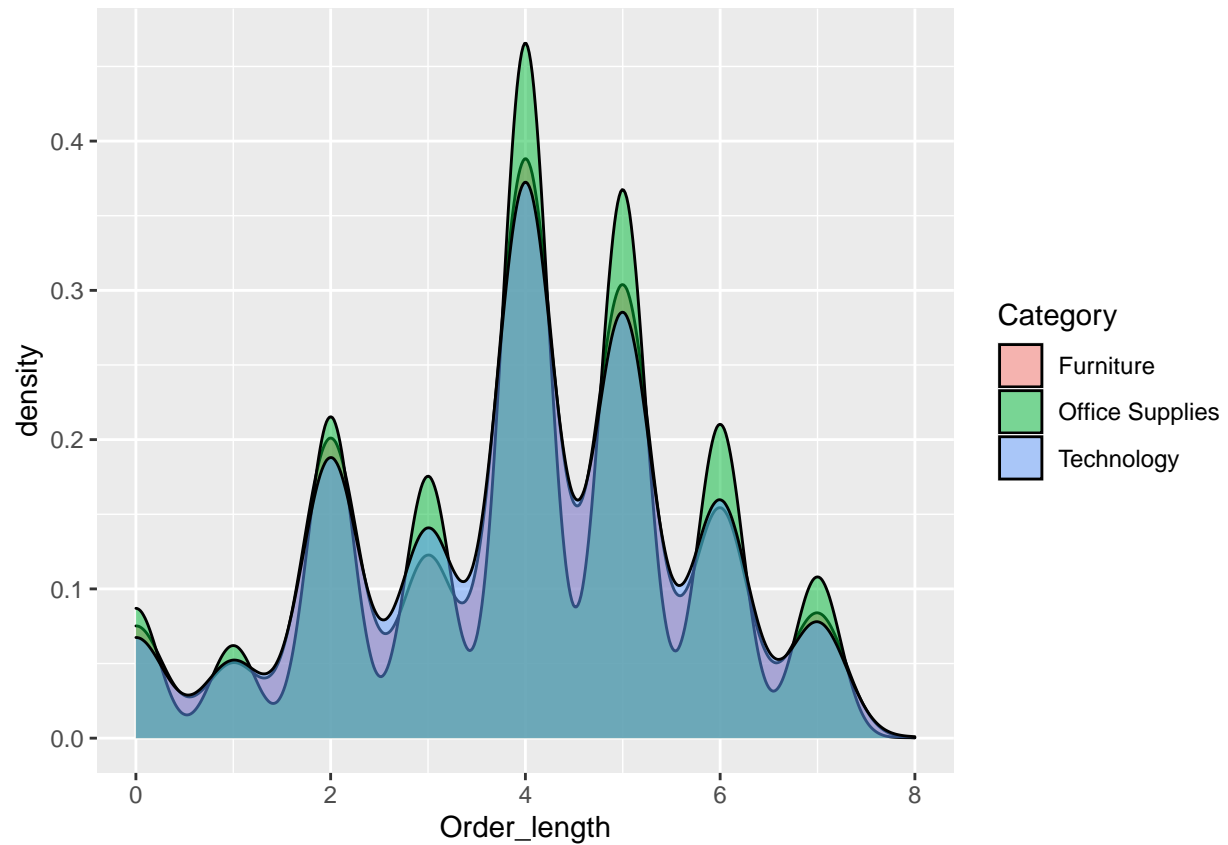 0.4
0.3
0.2
0.1
0.0
density
0
2
4
6
8
Order_length
Category
Furniture
Office Supplies
Technology